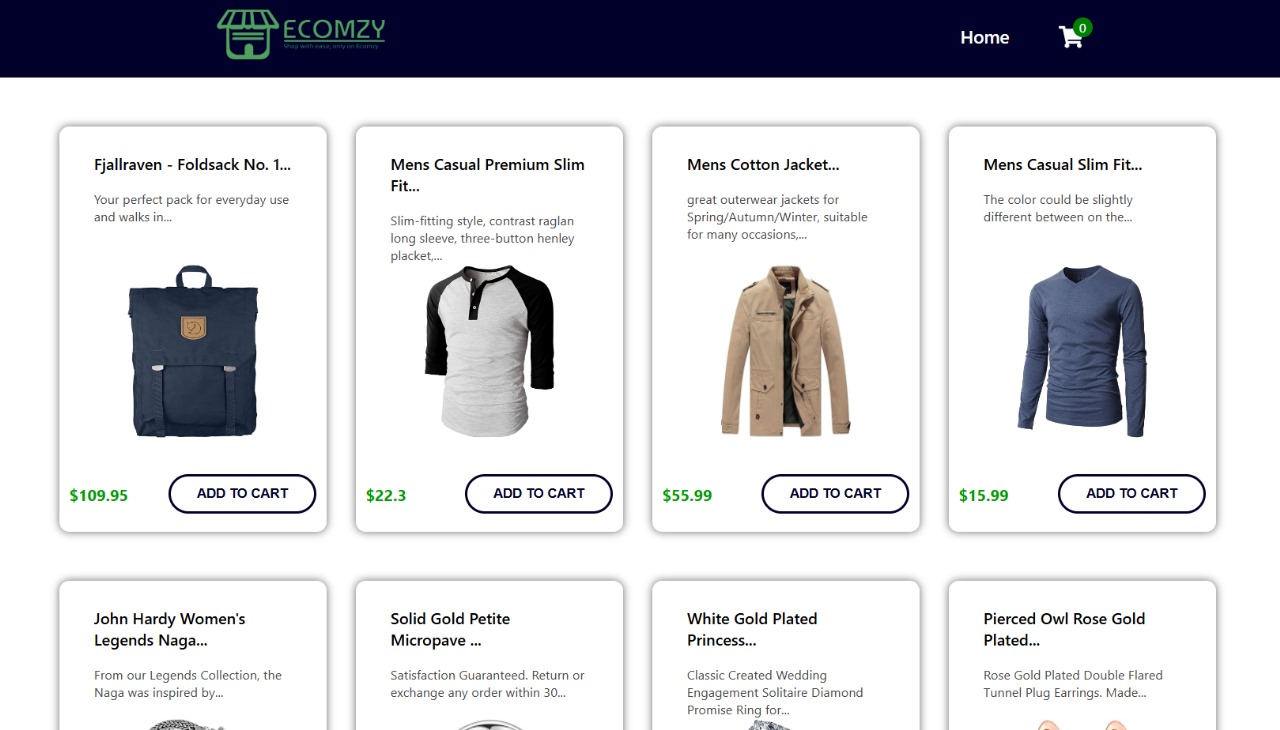 ECOMZY
Shop with ease, only on Ecomzy
Home
0
Fjallraven - Foldsack No. 1...
Your perfect pack for everyday use
and walks in...
$109.95
ADD TO CART
Mens Casual Premium Slim
Fit...
Slim-fitting style, contrast raglan
long sleeve, three-button henley
placket,...
$22.3
ADD TO CART
Mens Cotton Jacket...
great outerwear jackets for
Spring/Autumn/Winter, suitable
for many occasions,...
$55.99
ADD TO CART
Mens Casual Slim Fit...
The color could be slightly
different between on the...
$15.99
ADD TO CART
John Hardy Women's
Legends Naga...
From our Legends Collection, the
Naga was inspired by...
Solid Gold Petite
Micropave ...
Satisfaction Guaranteed. Return or
exchange any order within 30...
White Gold Plated
Princess...
Classic Created Wedding
Engagement Solitaire Diamond
Promise Ring for...
Pierced Owl Rose Gold
Plated...
Rose Gold Plated Double Flared
Tunnel Plug Earrings. Made...